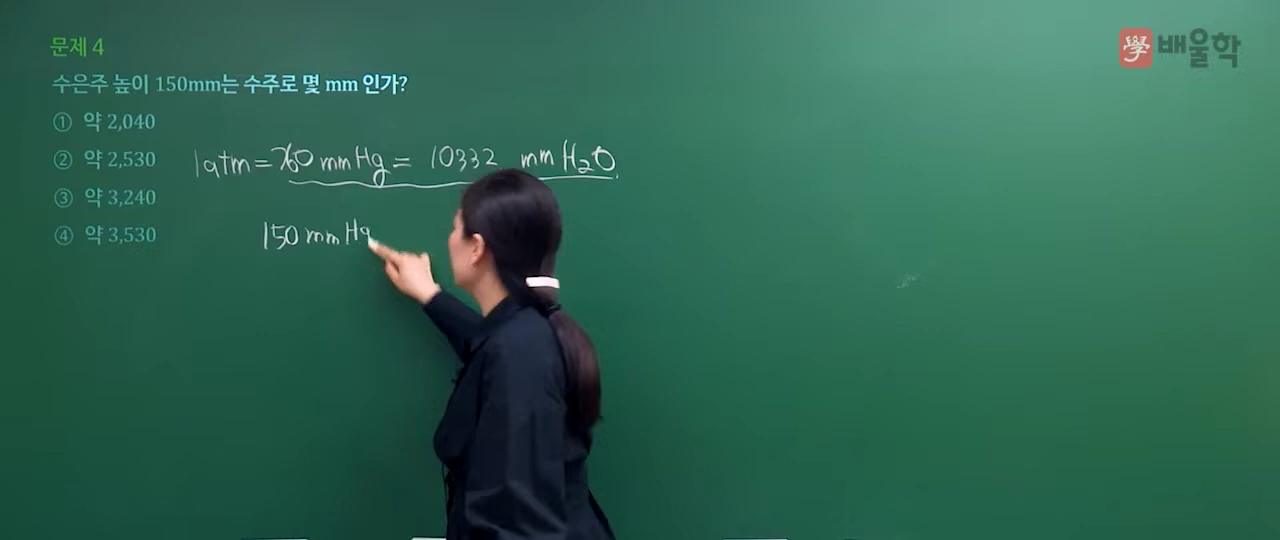 문제 4
學 배울학
수은주 높이 150mm는 수주로 몇 mm 인가?
① 약 2,040
② 약 2,530
③ 약 3,240
④ 약 3,530
1atm = 760 mmHg = 10332 mm H₂O
150 mmHg